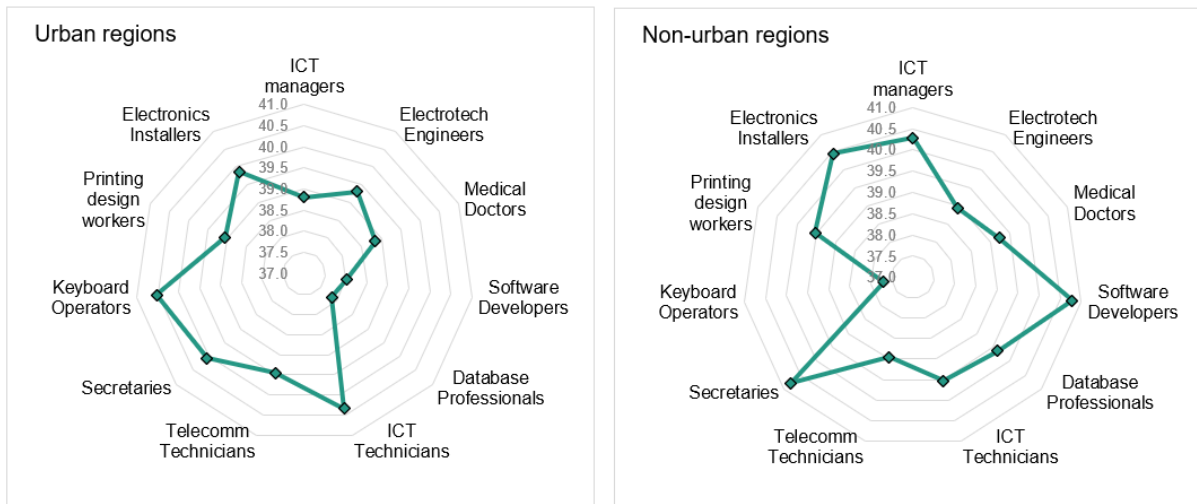 Urban regions
ICT
managers
41.0
40.5
40.0
39.5
39.0
38.5
38.0
37.5
37.0
Electrotech
Engineers
Medical
Doctors
Software
Developers
Database
Professionals
ICT
Technicians
Telecomm
Technicians
Secretaries
Keyboard
Operators
Printing
design
workers
Electronics
Installers
Non-urban regions
ICT
managers
41.0
40.5
40.0
39.5
39.0
38.5
38.0
37.5
37.0
Electrotech
Engineers
Medical
Doctors
Software
Developers
Database
Professionals
ICT
Technicians
Telecomm
Technicians
Secretaries
Keyboard
Operators
Printing
design
workers
Electronics
Installers